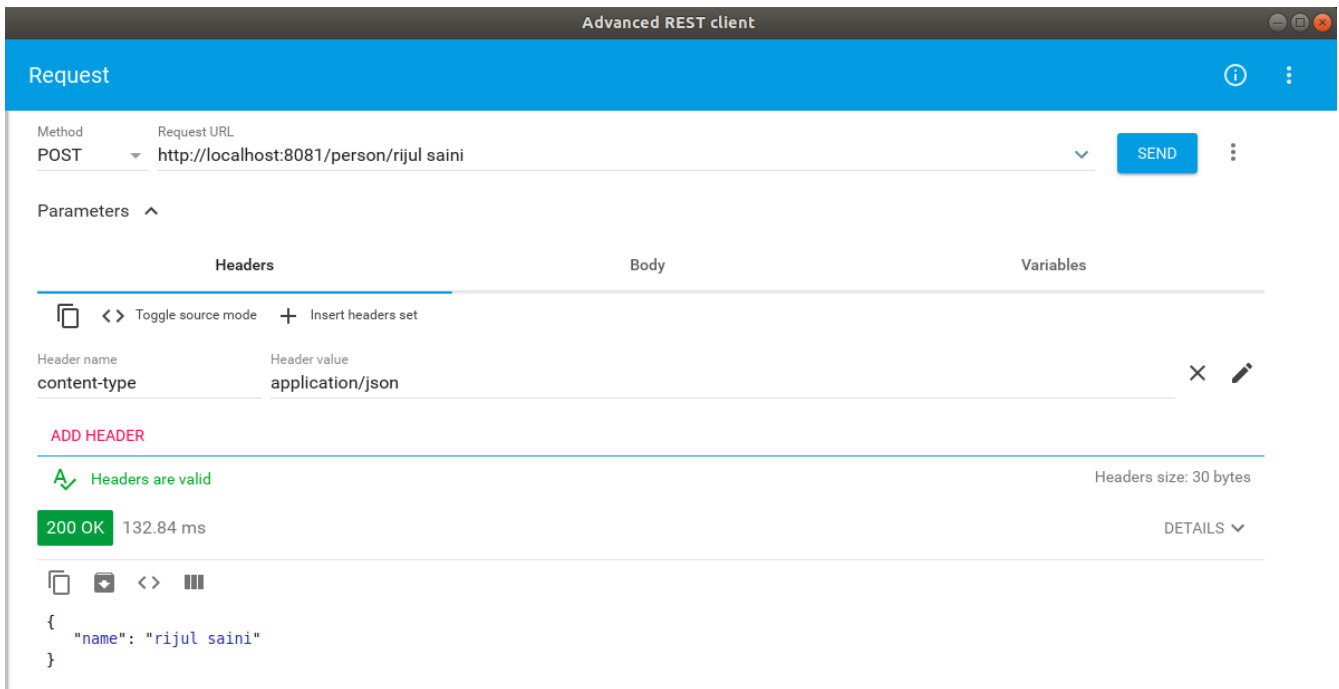 Advanced REST client
Request
Method Request URL
POST http://localhost:8081/person/rijul saini SEND
Parameters
Headers Body Variables
Toggle source mode Insert headers set
Header name Header value
content-type application/json
ADD HEADER
Headers are valid Headers size: 30 bytes
200 OK 132.84 ms DETAILS
{
"name": "rijul saini"
}